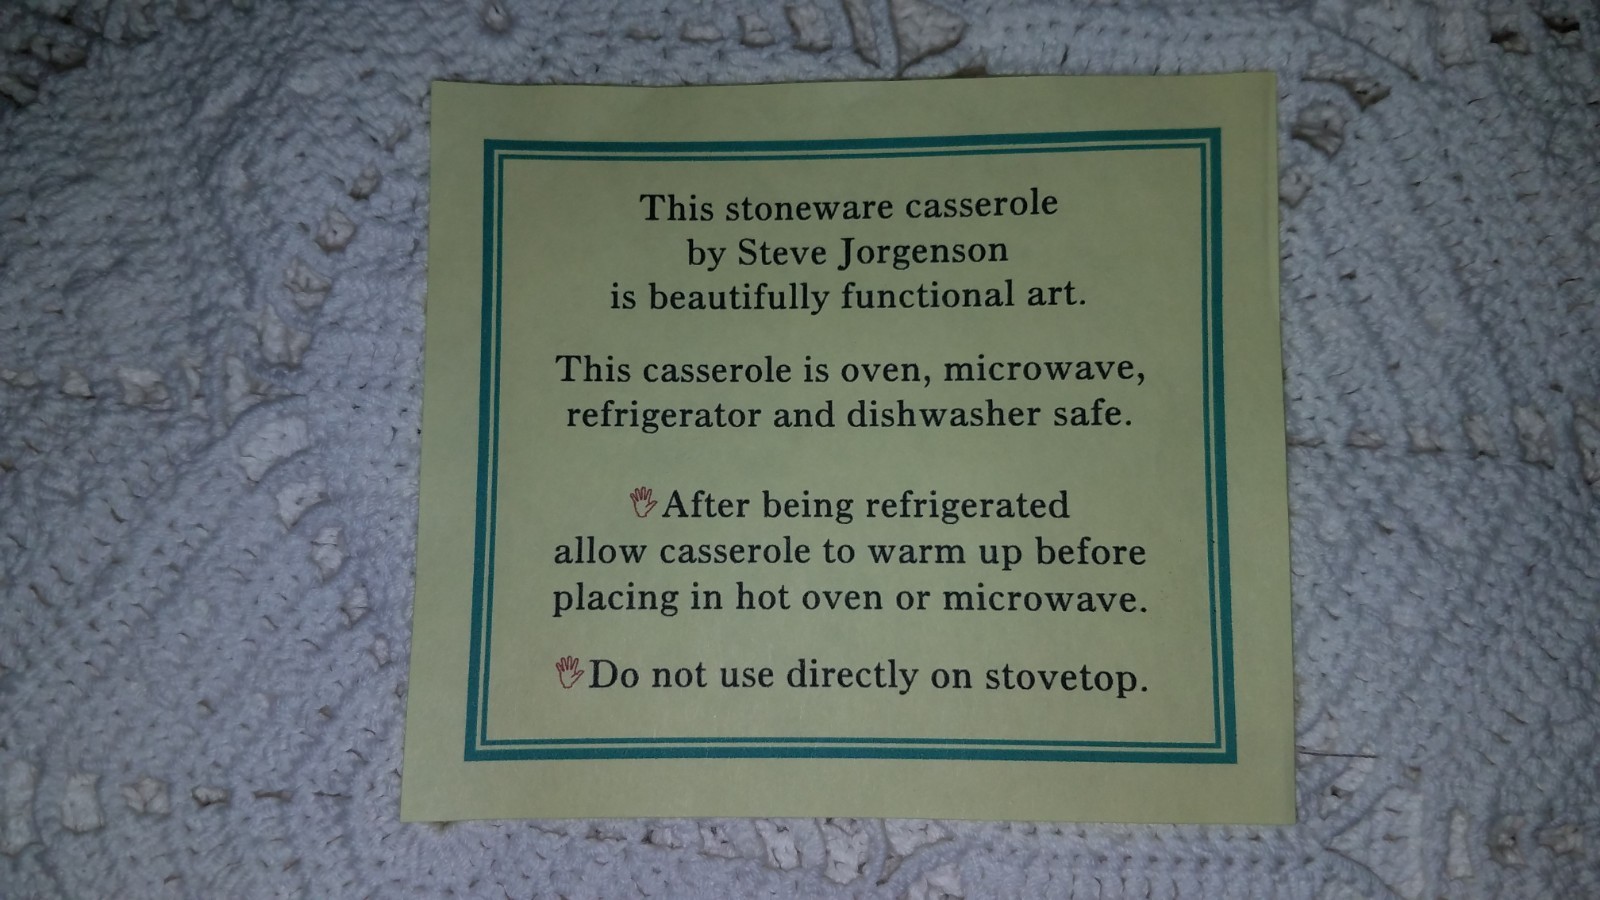 This stoneware casserole
by Steve Jorgenson
is beautifully functional art.
This casserole is oven, microwave,
refrigerator and dishwasher safe.
After being refrigerated
allow casserole to warm up before
placing in hot oven or microwave.
Do not use directly on stovetop.